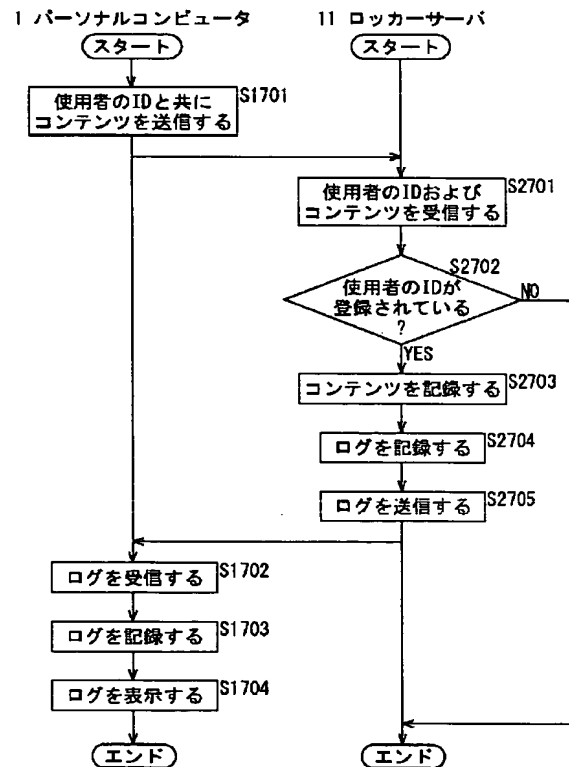 1 パーソナルコンピュータ
スタート
使用者のIDと共に
コンテンツを送信する
S1701
11 ロッカーサーバ
スタート
使用者のIDおよび
コンテンツを受信する
S2701
S2702
使用者のIDが
登録されている
?
NO
YES
コンテンツを記録する
S2703
ログを記録する
S2704
ログを送信する
S2705
ログを受信する
S1702
ログを記録する
S1703
ログを表示する
S1704
エンド
エンド